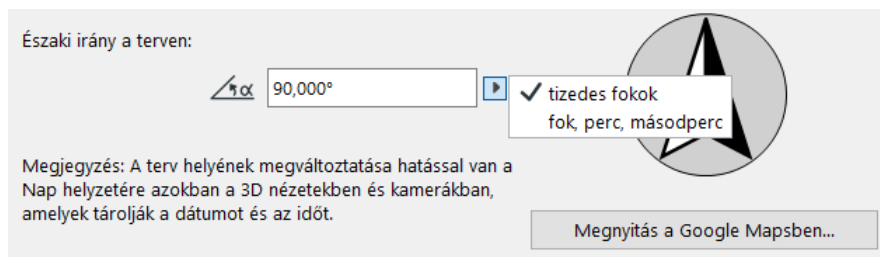 Északi irány a terven:
α 90,000°
tizedes fokok
fok, perc, másodperc
Megjegyzés: A terv helyének megváltoztatása hatással van a
Nap helyzetére azokban a 3D nézetekben és kamerákban,
amelyek tárolják a dátumot és az időt.
Megnyitás a Google Mapsben...